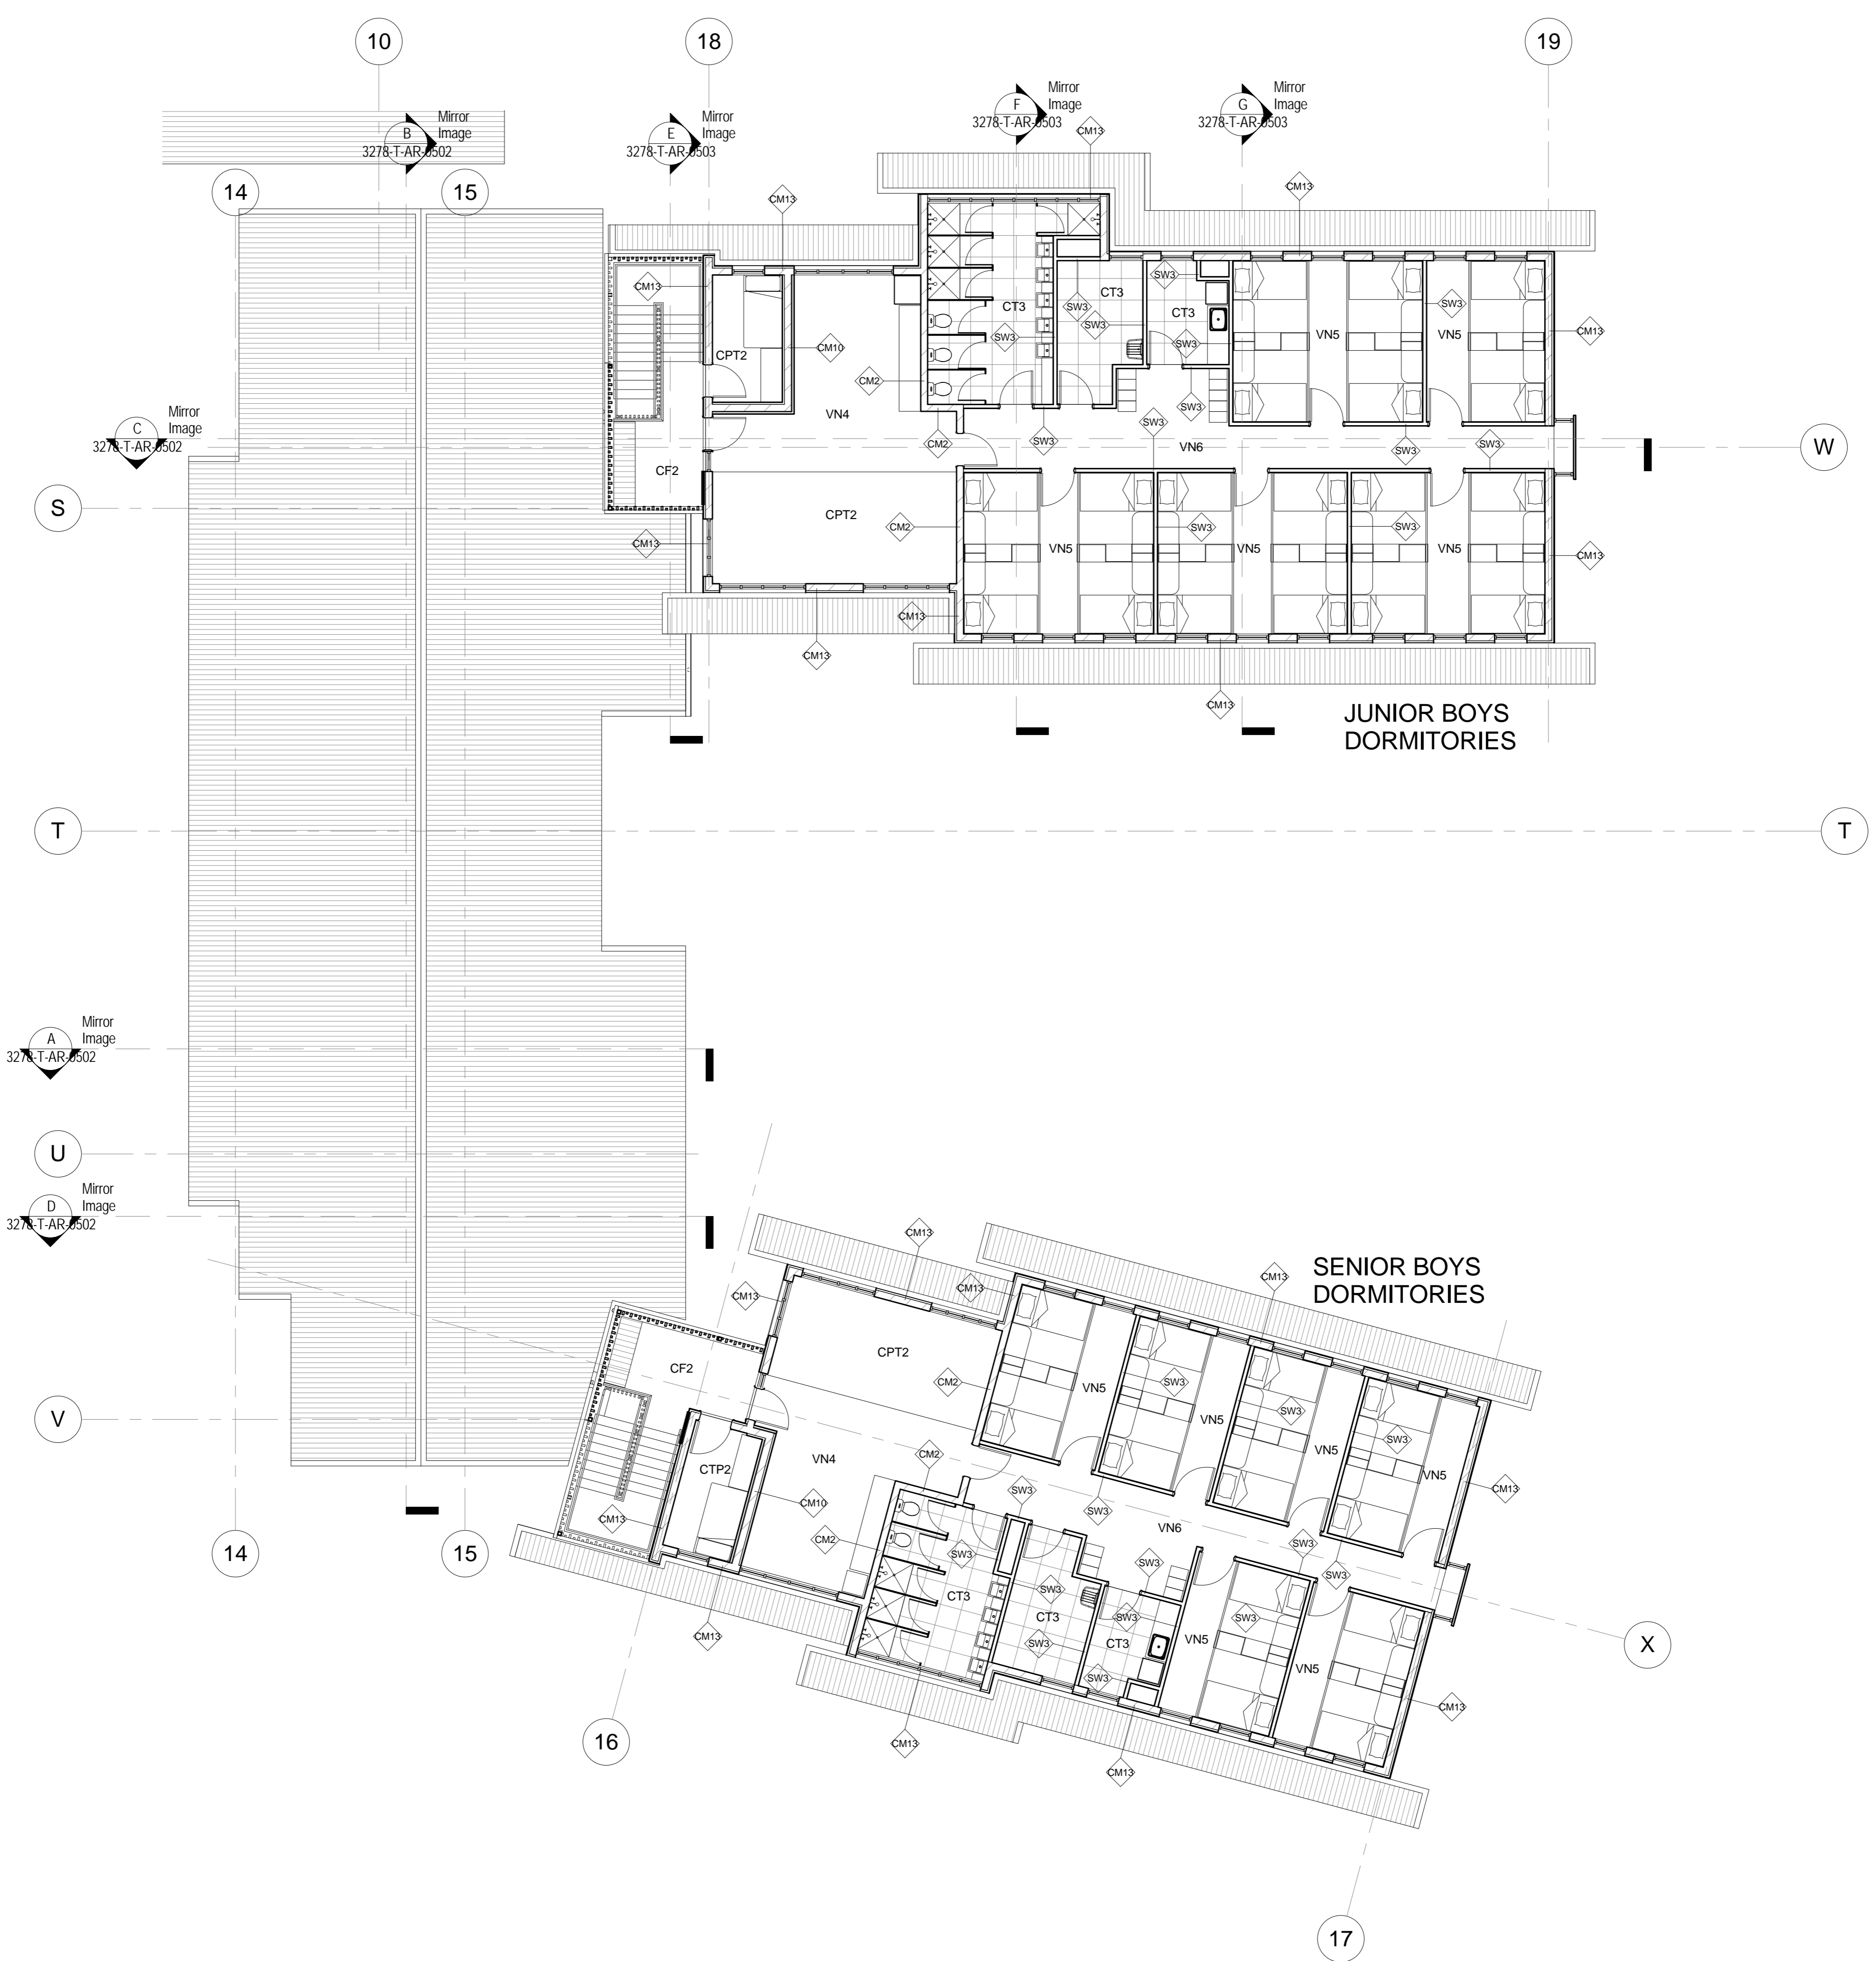 10
18
19
Mirror
Image
B
3278-T-AR-0502
Mirror
Image
E
3278-T-AR-0503
Mirror
Image
F
3278-T-AR-0503
Mirror
Image
G
3278-T-AR-0503
CM13
14
15
CM13
CM13
CM13
CPT2
CM10
VN4
CM2
CM2
CT3
SW3
SW3
CT3
SW3
SW3
CT3
SW3
SW3
SW3
SW3
VN5
SW3
VN5
CM13
Mirror
Image
C
3278-T-AR-0502
CF2
SW3
VN6
SW3
SW3
W
S
CPT2
CM2
CM13
VN5
SW3
VN5
SW3
VN5
CM13
CM13
CM13
CM13
JUNIOR BOYS
DORMITORIES
T
T
Mirror
Image
A
3278-T-AR-0502
U
Mirror
Image
D
3278-T-AR-0502
CM13
SENIOR BOYS
DORMITORIES
CM13
CM13
CM13
CF2
CPT2
CM2
VN5
SW3
VN5
SW3
VN5
SW3
VN5
V
VN4
CM2
CTP2
CM10
CM13
CM2
SW3
SW3
VN6
SW3
SW3
CM13
14
15
SW3
CT3
SW3
CT3
SW3
SW3
SW3
CT3
SW3
VN5
SW3
VN5
CM13
X
CM13
16
CM13
CM13
17